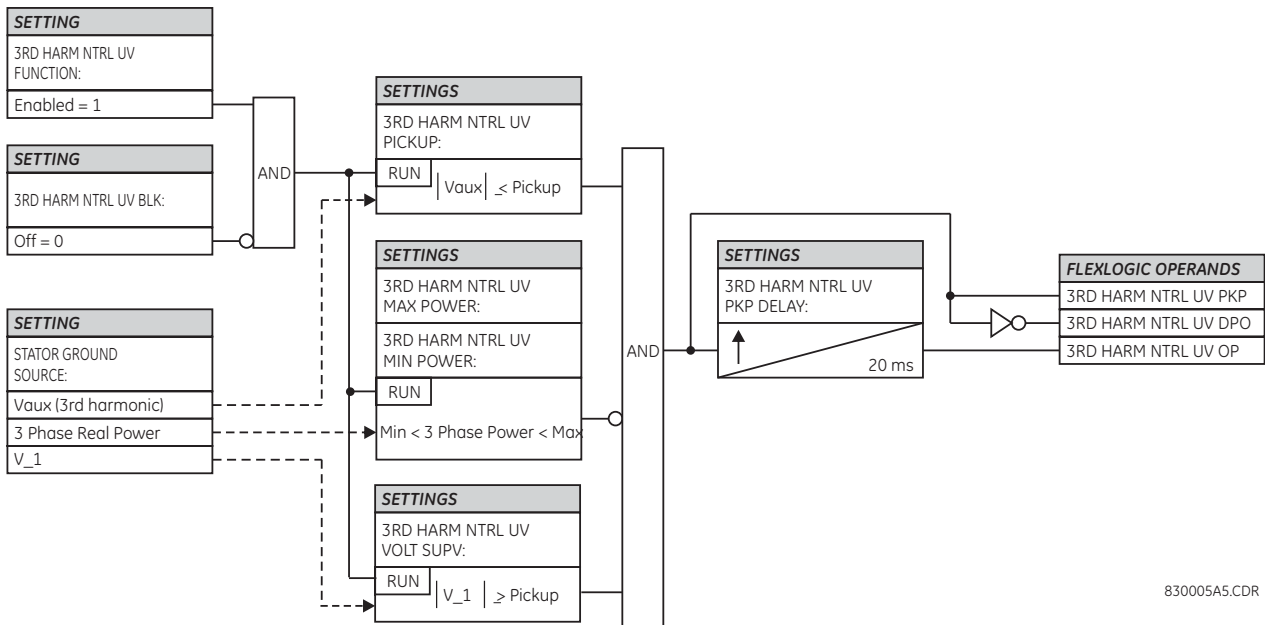 SETTING
3RD HARM NTRL UV
FUNCTION:
Enabled = 1
SETTING
3RD HARM NTRL UV BLK:
Off = 0
AND
SETTING
STATOR GROUND
SOURCE:
Vaux (3rd harmonic)
3 Phase Real Power
V_1
SETTINGS
3RD HARM NTRL UV
PICKUP:
RUN
|Vaux| ≤ Pickup
SETTINGS
3RD HARM NTRL UV
MAX POWER:
3RD HARM NTRL UV
MIN POWER:
RUN
Min < 3 Phase Power < Max
SETTINGS
3RD HARM NTRL UV
VOLT SUPV:
RUN
|V_1| ≥ Pickup
AND
SETTINGS
3RD HARM NTRL UV
PKP DELAY:
20 ms
FLEXLOGIC OPERANDS
3RD HARM NTRL UV PKP
3RD HARM NTRL UV DPO
3RD HARM NTRL UV OP
830005A5.CDR